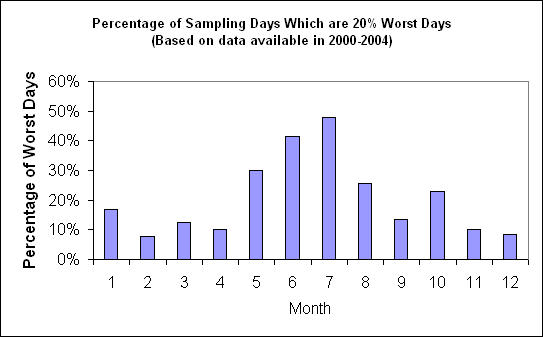 Percentage of Sampling Days Which are 20% Worst Days
(Based on data available in 2000-2004)
Percentage of Worst Days
60%
50%
40%
30%
20%
10%
0%
1 2 3 4 5 6 7 8 9 10 11 12
Month